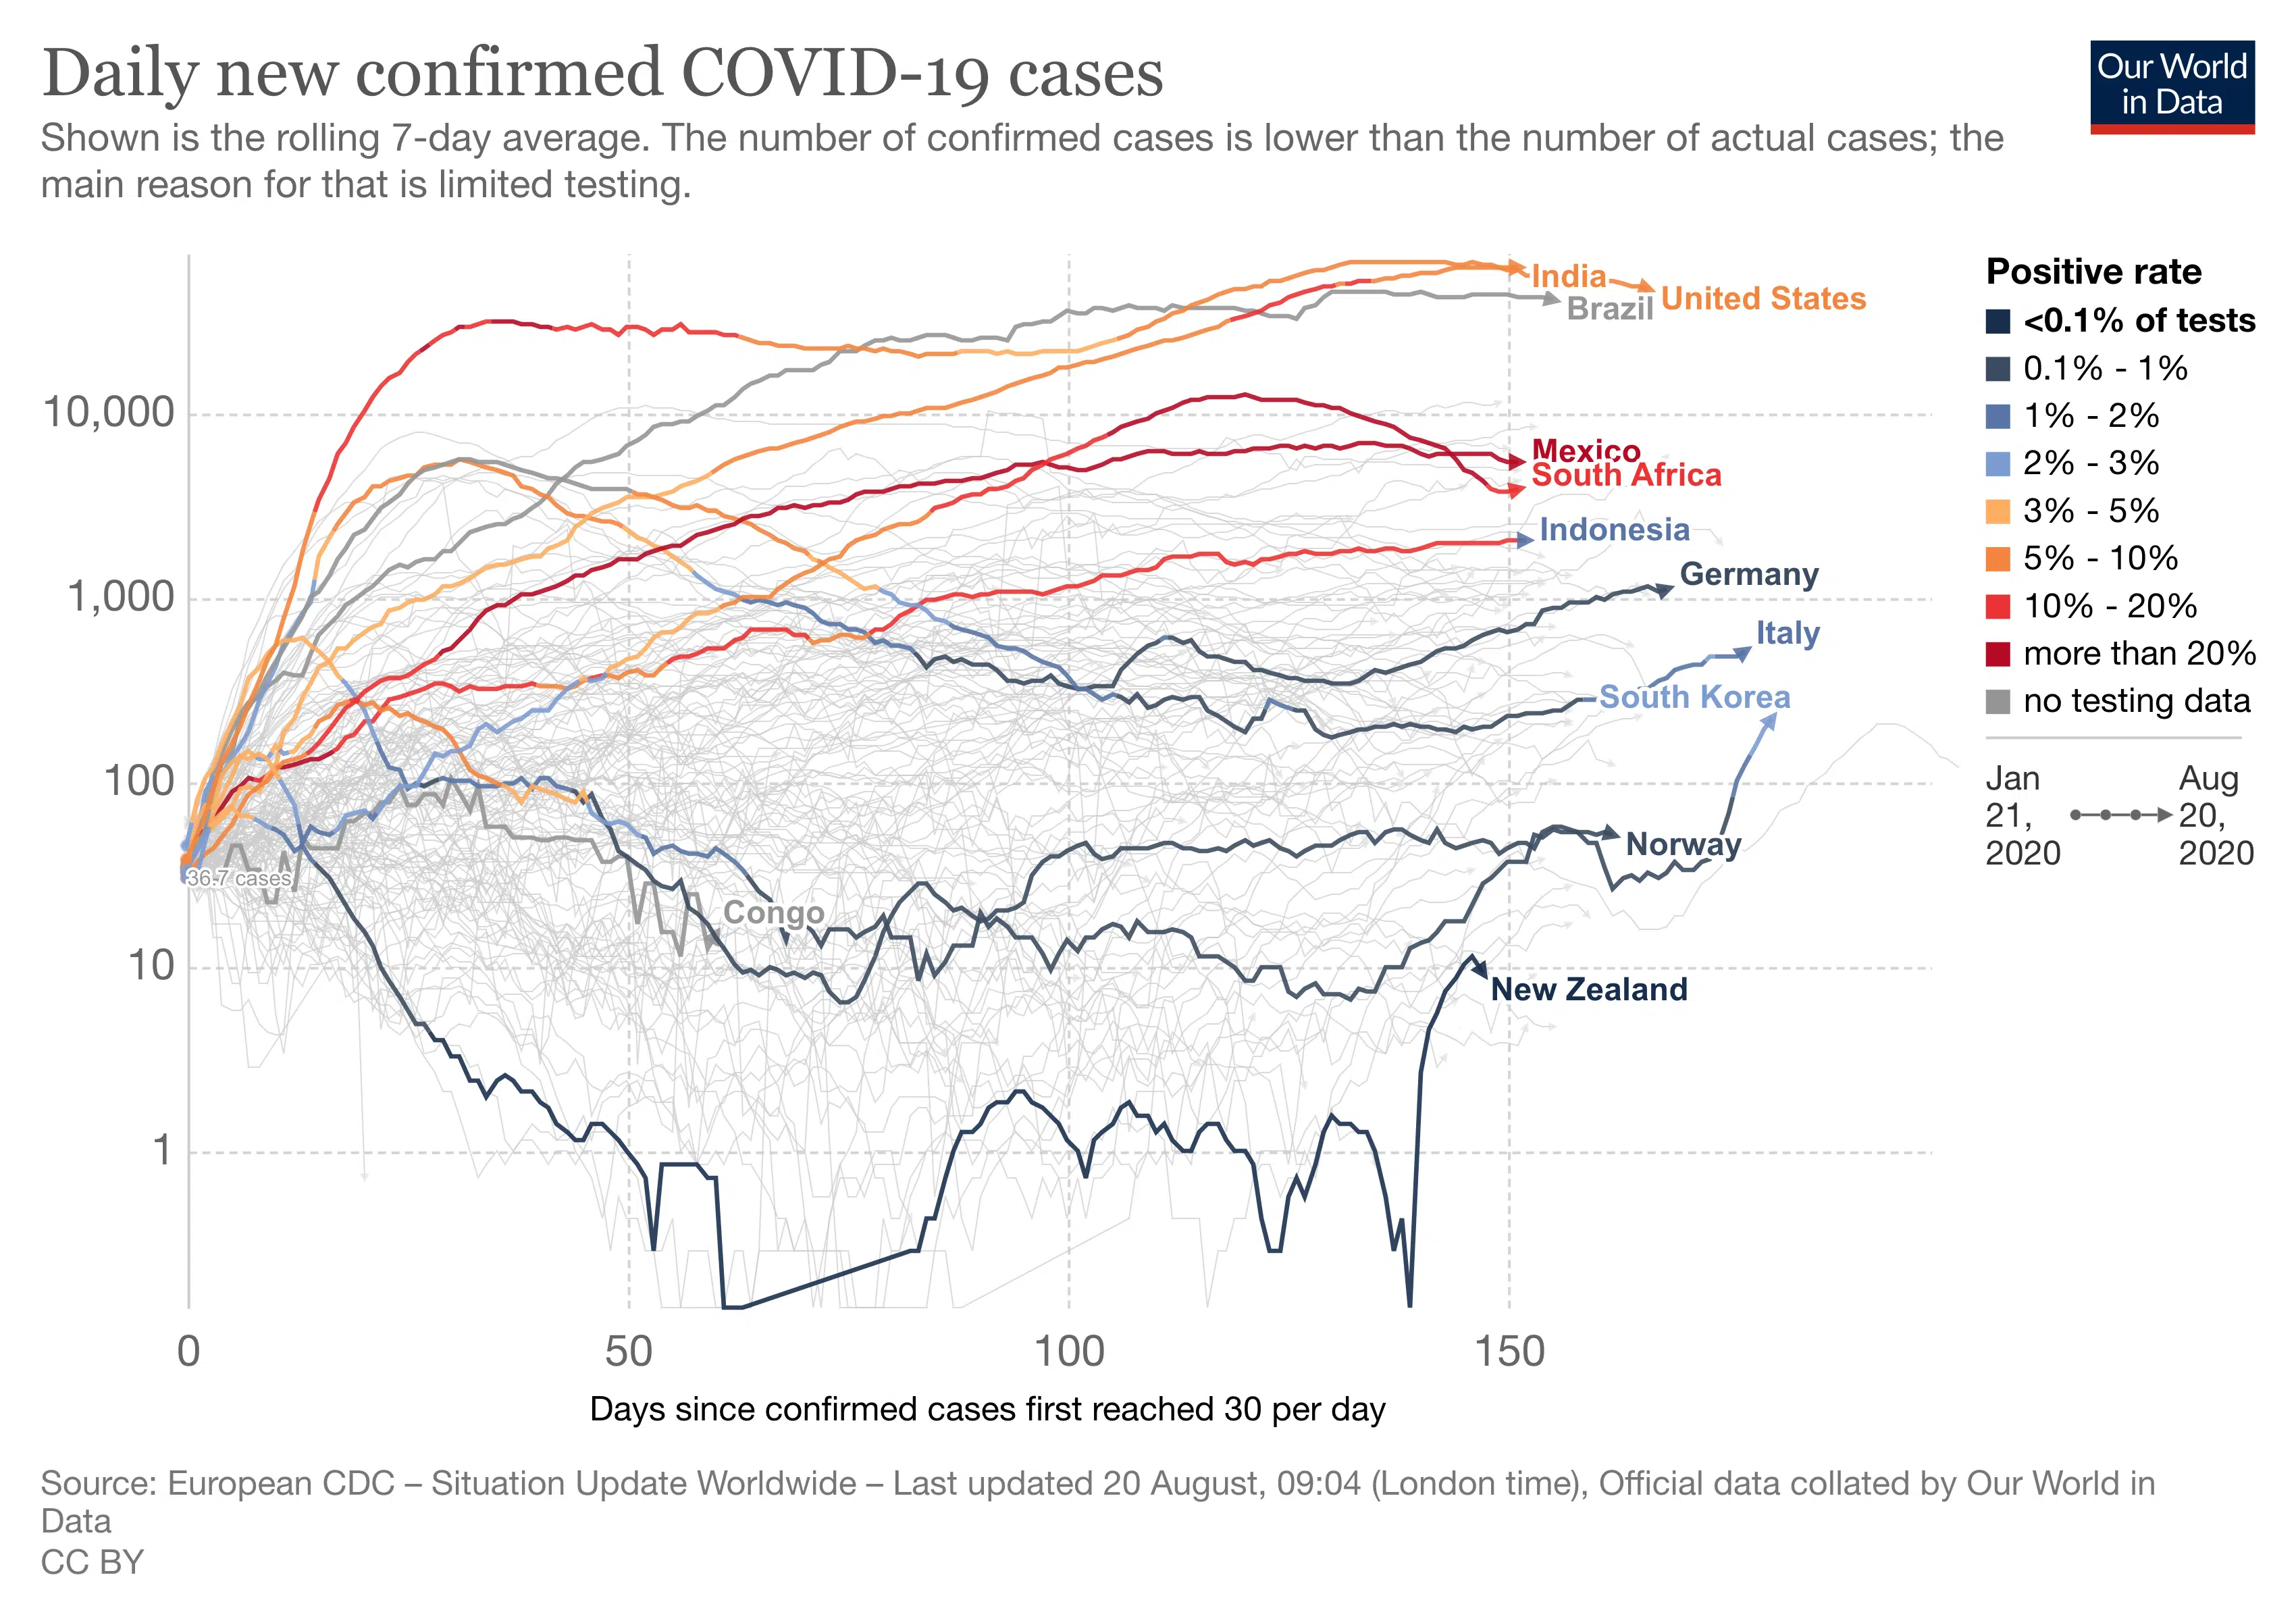 Daily new confirmed COVID-19 cases
Our World
in Data
Shown is the rolling 7-day average. The number of confirmed cases is lower than the number of actual cases; the
main reason for that is limited testing.
10,000
1,000
100
10
1
36.7 cases
India
United States
Brazil
Mexico
South Africa
Indonesia
Germany
Italy
South Korea
Norway
Congo
New Zealand
Positive rate
<0.1% of tests
0.1% - 1%
1% - 2%
2% - 3%
3% - 5%
5% - 10%
10% - 20%
more than 20%
no testing data
Jan
21,
2020
Aug
20,
2020
0
50
100
150
Days since confirmed cases first reached 30 per day
Source: European CDC – Situation Update Worldwide – Last updated 20 August, 09:04 (London time), Official data collated by Our World in
Data
CC BY